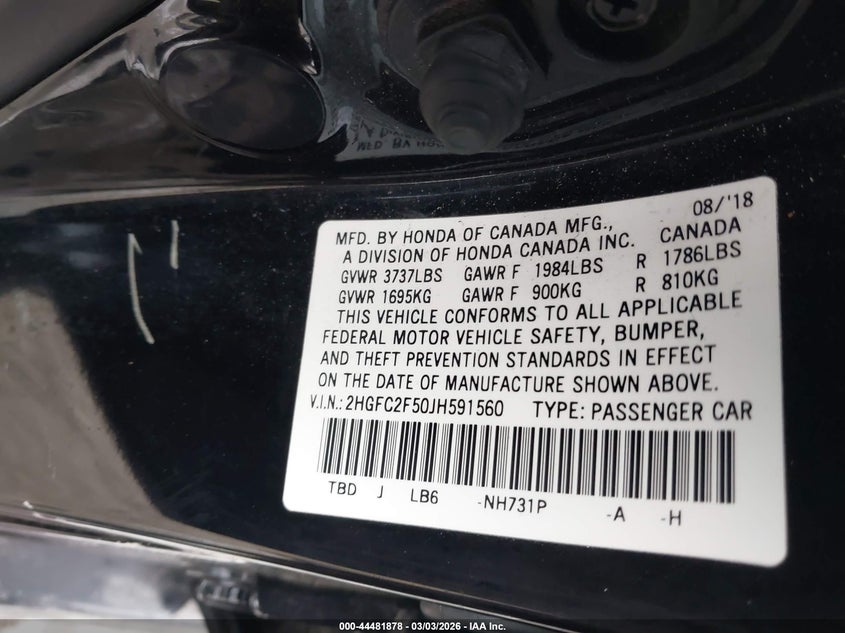 08/'18
MFD. BY HONDA OF CANADA MFG.,
A DIVISION OF HONDA CANADA INC. CANADA
GVWR 3737LBS GAWR F 1984LBS R 1786LBS
GVWR 1695KG GAWR F 900KG R 810KG
THIS VEHICLE CONFORMS TO ALL APPLICABLE
FEDERAL MOTOR VEHICLE SAFETY, BUMPER,
AND THEFT PREVENTION STANDARDS IN EFFECT
ON THE DATE OF MANUFACTURE SHOWN ABOVE.
V.I.N.: 2HGFC2F50JH591560 TYPE: PASSENGER CAR
TBD J LB6 -NH731P -A -H
000-44481878 | 03/03/2026 - IAA Inc.